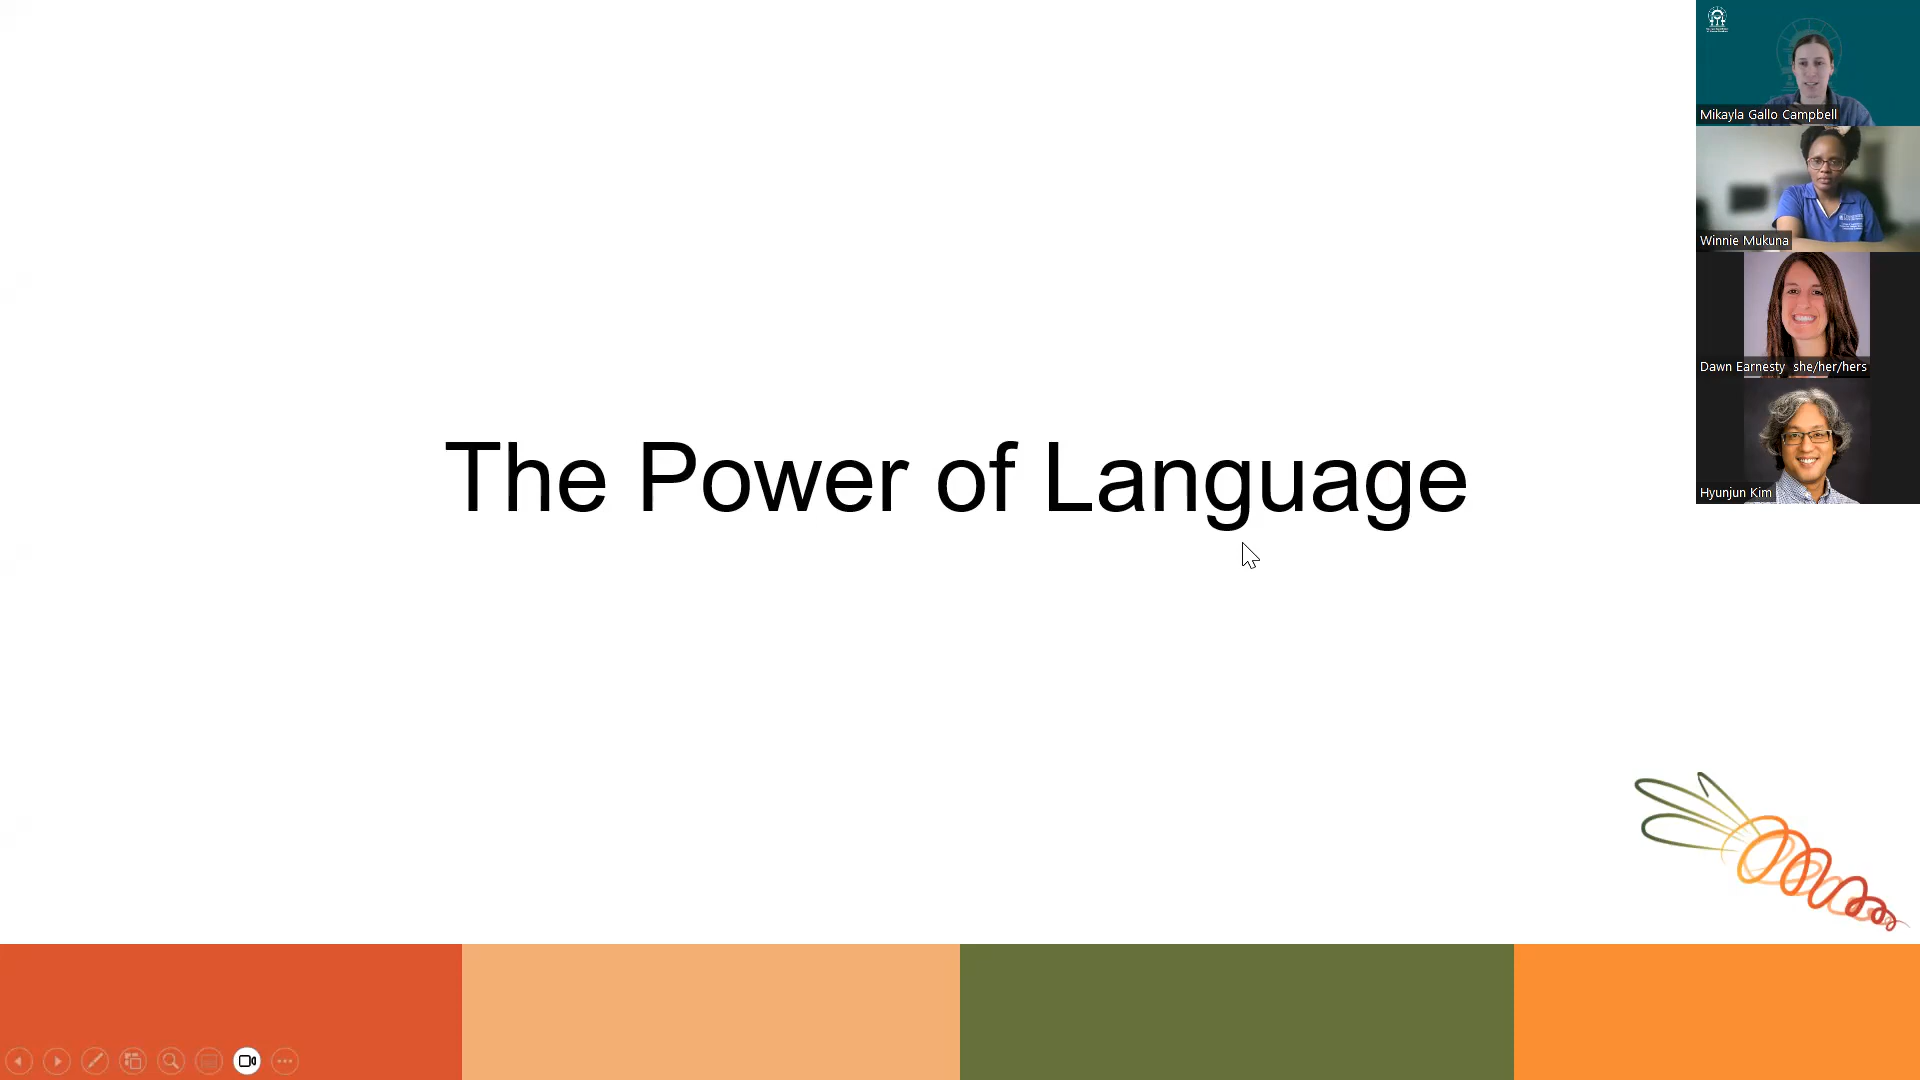 The Power of Language
Mikayla Gallo Campbell
Winnie Mukuna
Dawn Earnesty she/her/hers
Hyunjun Kim